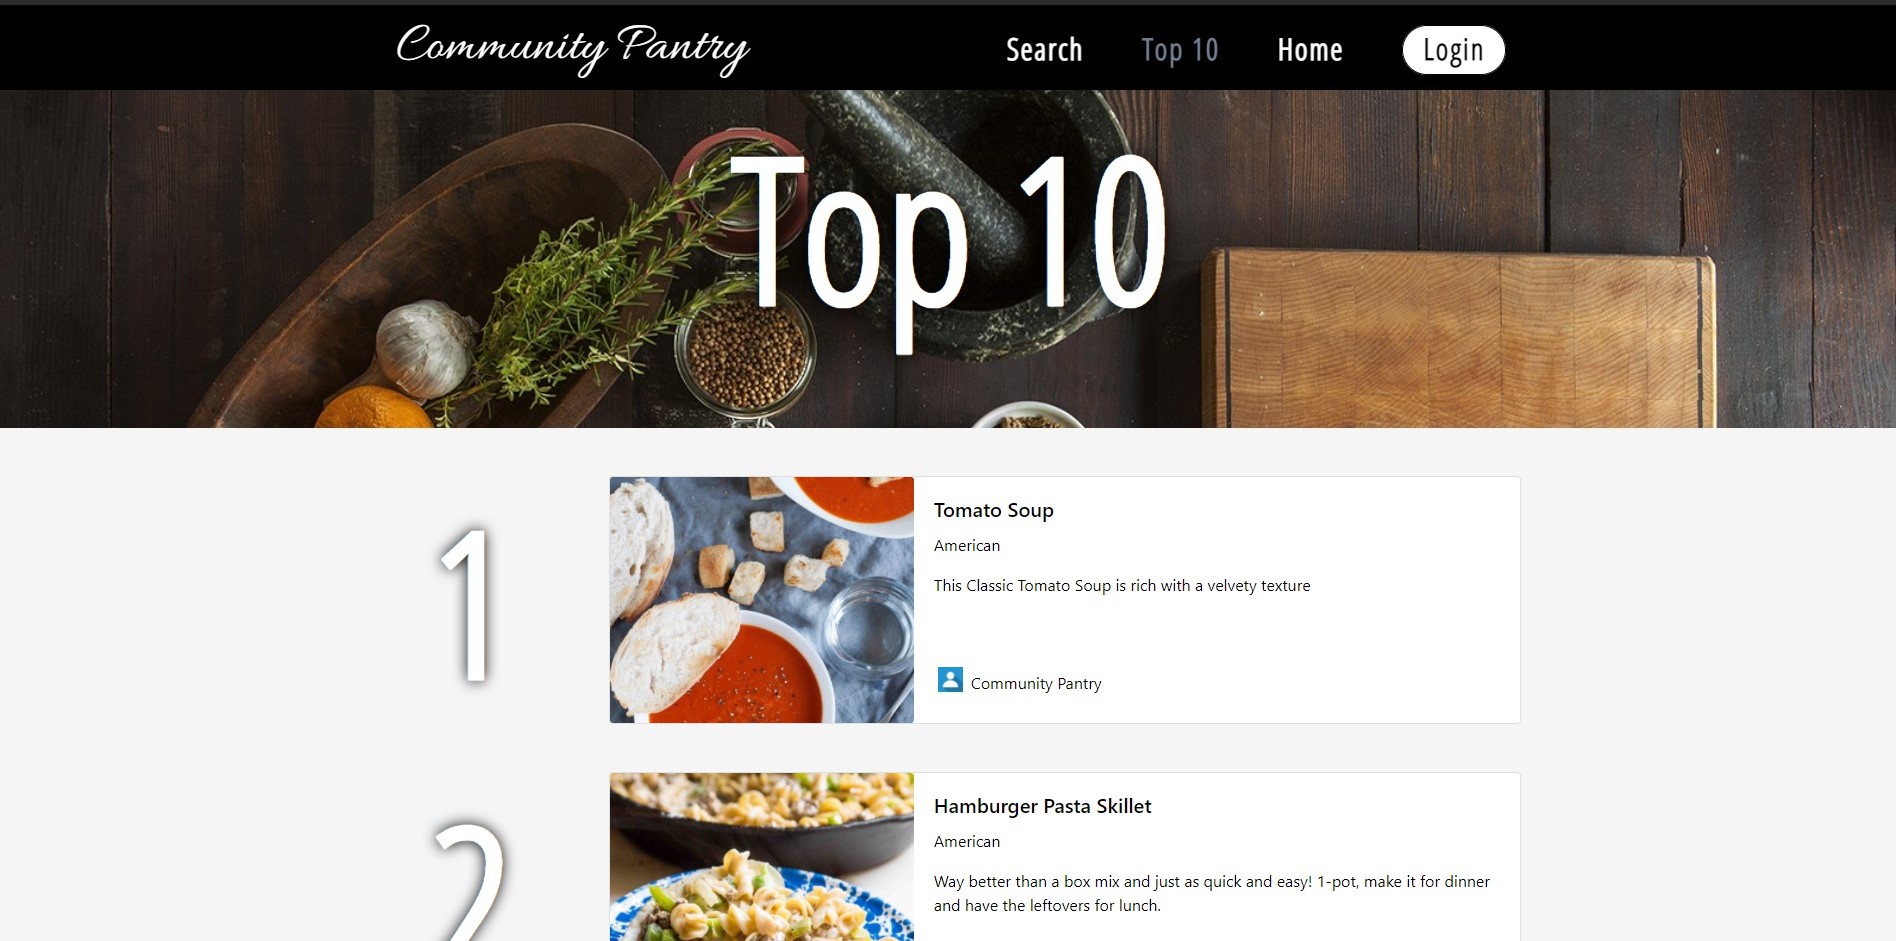 Community Pantry
Search
Top 10
Home
Login
Top 10
1
Tomato Soup
American
This Classic Tomato Soup is rich with a velvety texture
Community Pantry
2
Hamburger Pasta Skillet
American
Way better than a box mix and just as quick and easy! 1-pot, make it for dinner
and have the leftovers for lunch.